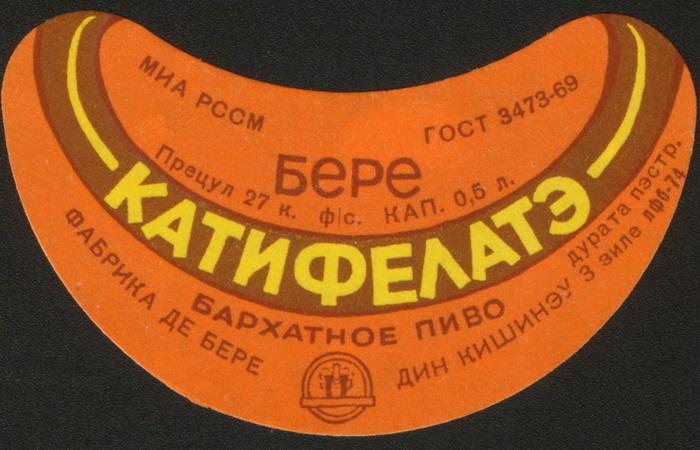 МИА РССМ
ГОСТ 3473-69
Бере
Прецул 27 к. ф|с. КАП. 0,5 л.
КАТИФЕЛАТЭ
БАРХАТНОЕ ПИВО
ФАБРИКА ДЕ БЕРЕ
ДИН КИШИНЭУ
дурата пэстр.
3 зиле лфб-74